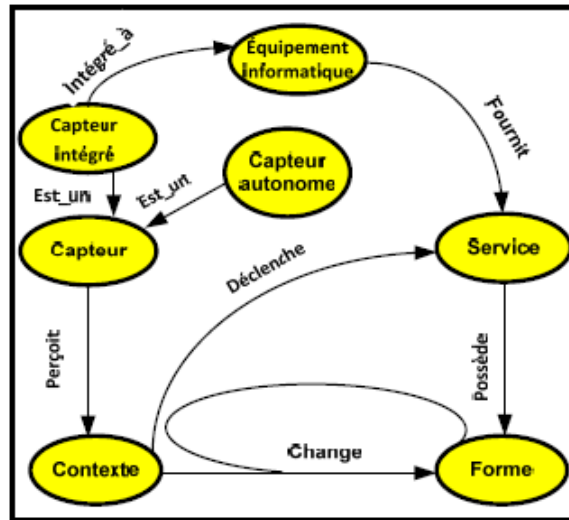 Intégré_à
Équipement
Informatique
Capteur
Intégré
Fournit
Capteur
autonome
Est_un
Est_un
Capteur
Service
Déclenche
Perçoit
Possède
Contexte
Change
Forme